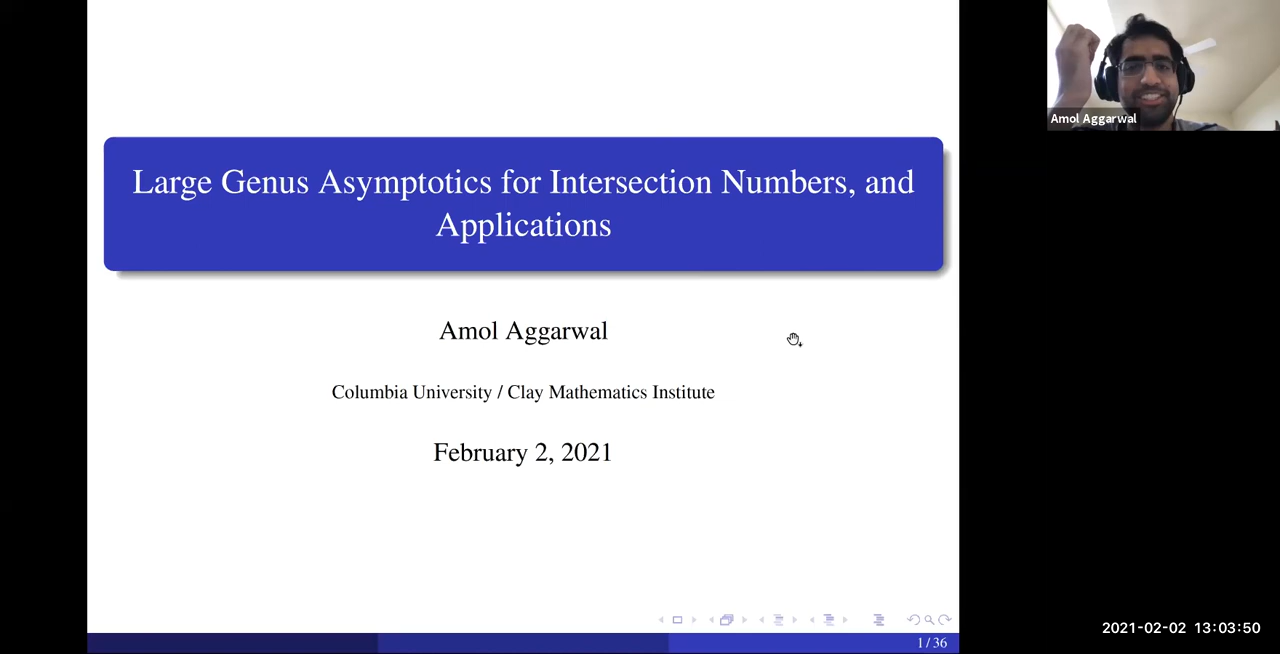 Large Genus Asymptotics for Intersection Numbers, and
Applications
Amol Aggarwal
Columbia University / Clay Mathematics Institute
February 2, 2021
1 / 36
Amol Aggarwal
2021-02-02 13:03:50